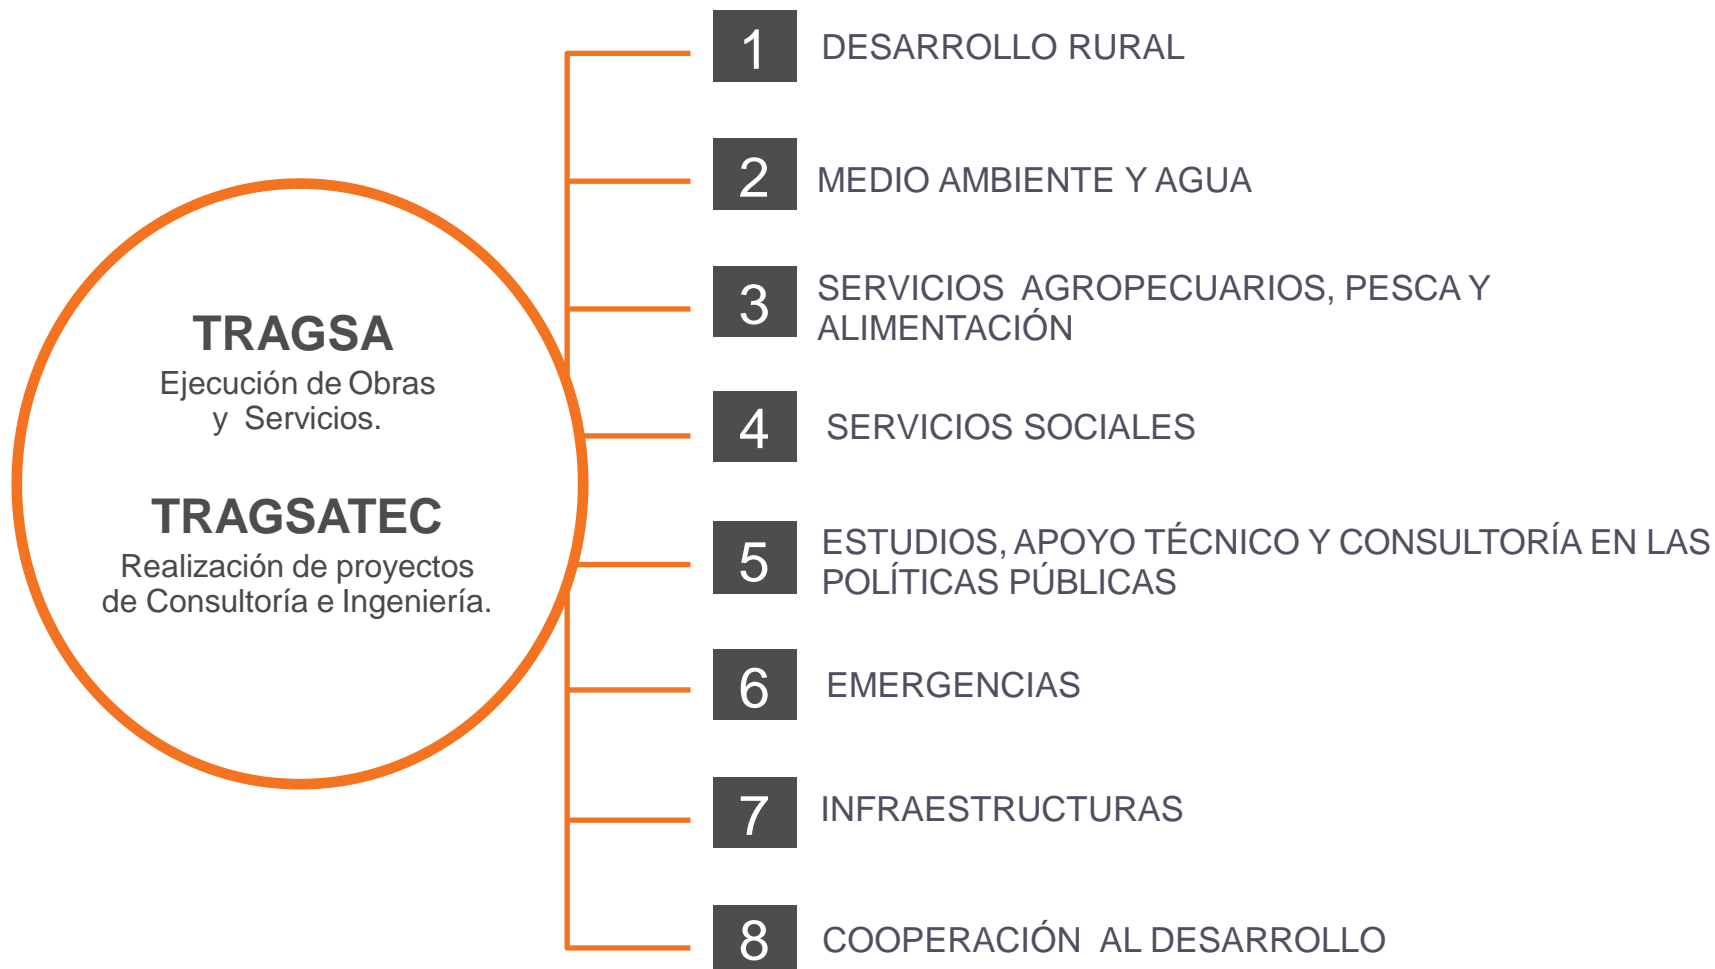 TRAGSA
Ejecución de Obras
y Servicios.
TRAGSATEC
Realización de proyectos
de Consultoría e Ingeniería.
1 DESARROLLO RURAL
2 MEDIO AMBIENTE Y AGUA
3 SERVICIOS AGROPECUARIOS, PESCA Y
ALIMENTACIÓN
4 SERVICIOS SOCIALES
5 ESTUDIOS, APOYO TÉCNICO Y CONSULTORÍA EN LAS
POLÍTICAS PÚBLICAS
6 EMERGENCIAS
7 INFRAESTRUCTURAS
8 COOPERACIÓN AL DESARROLLO